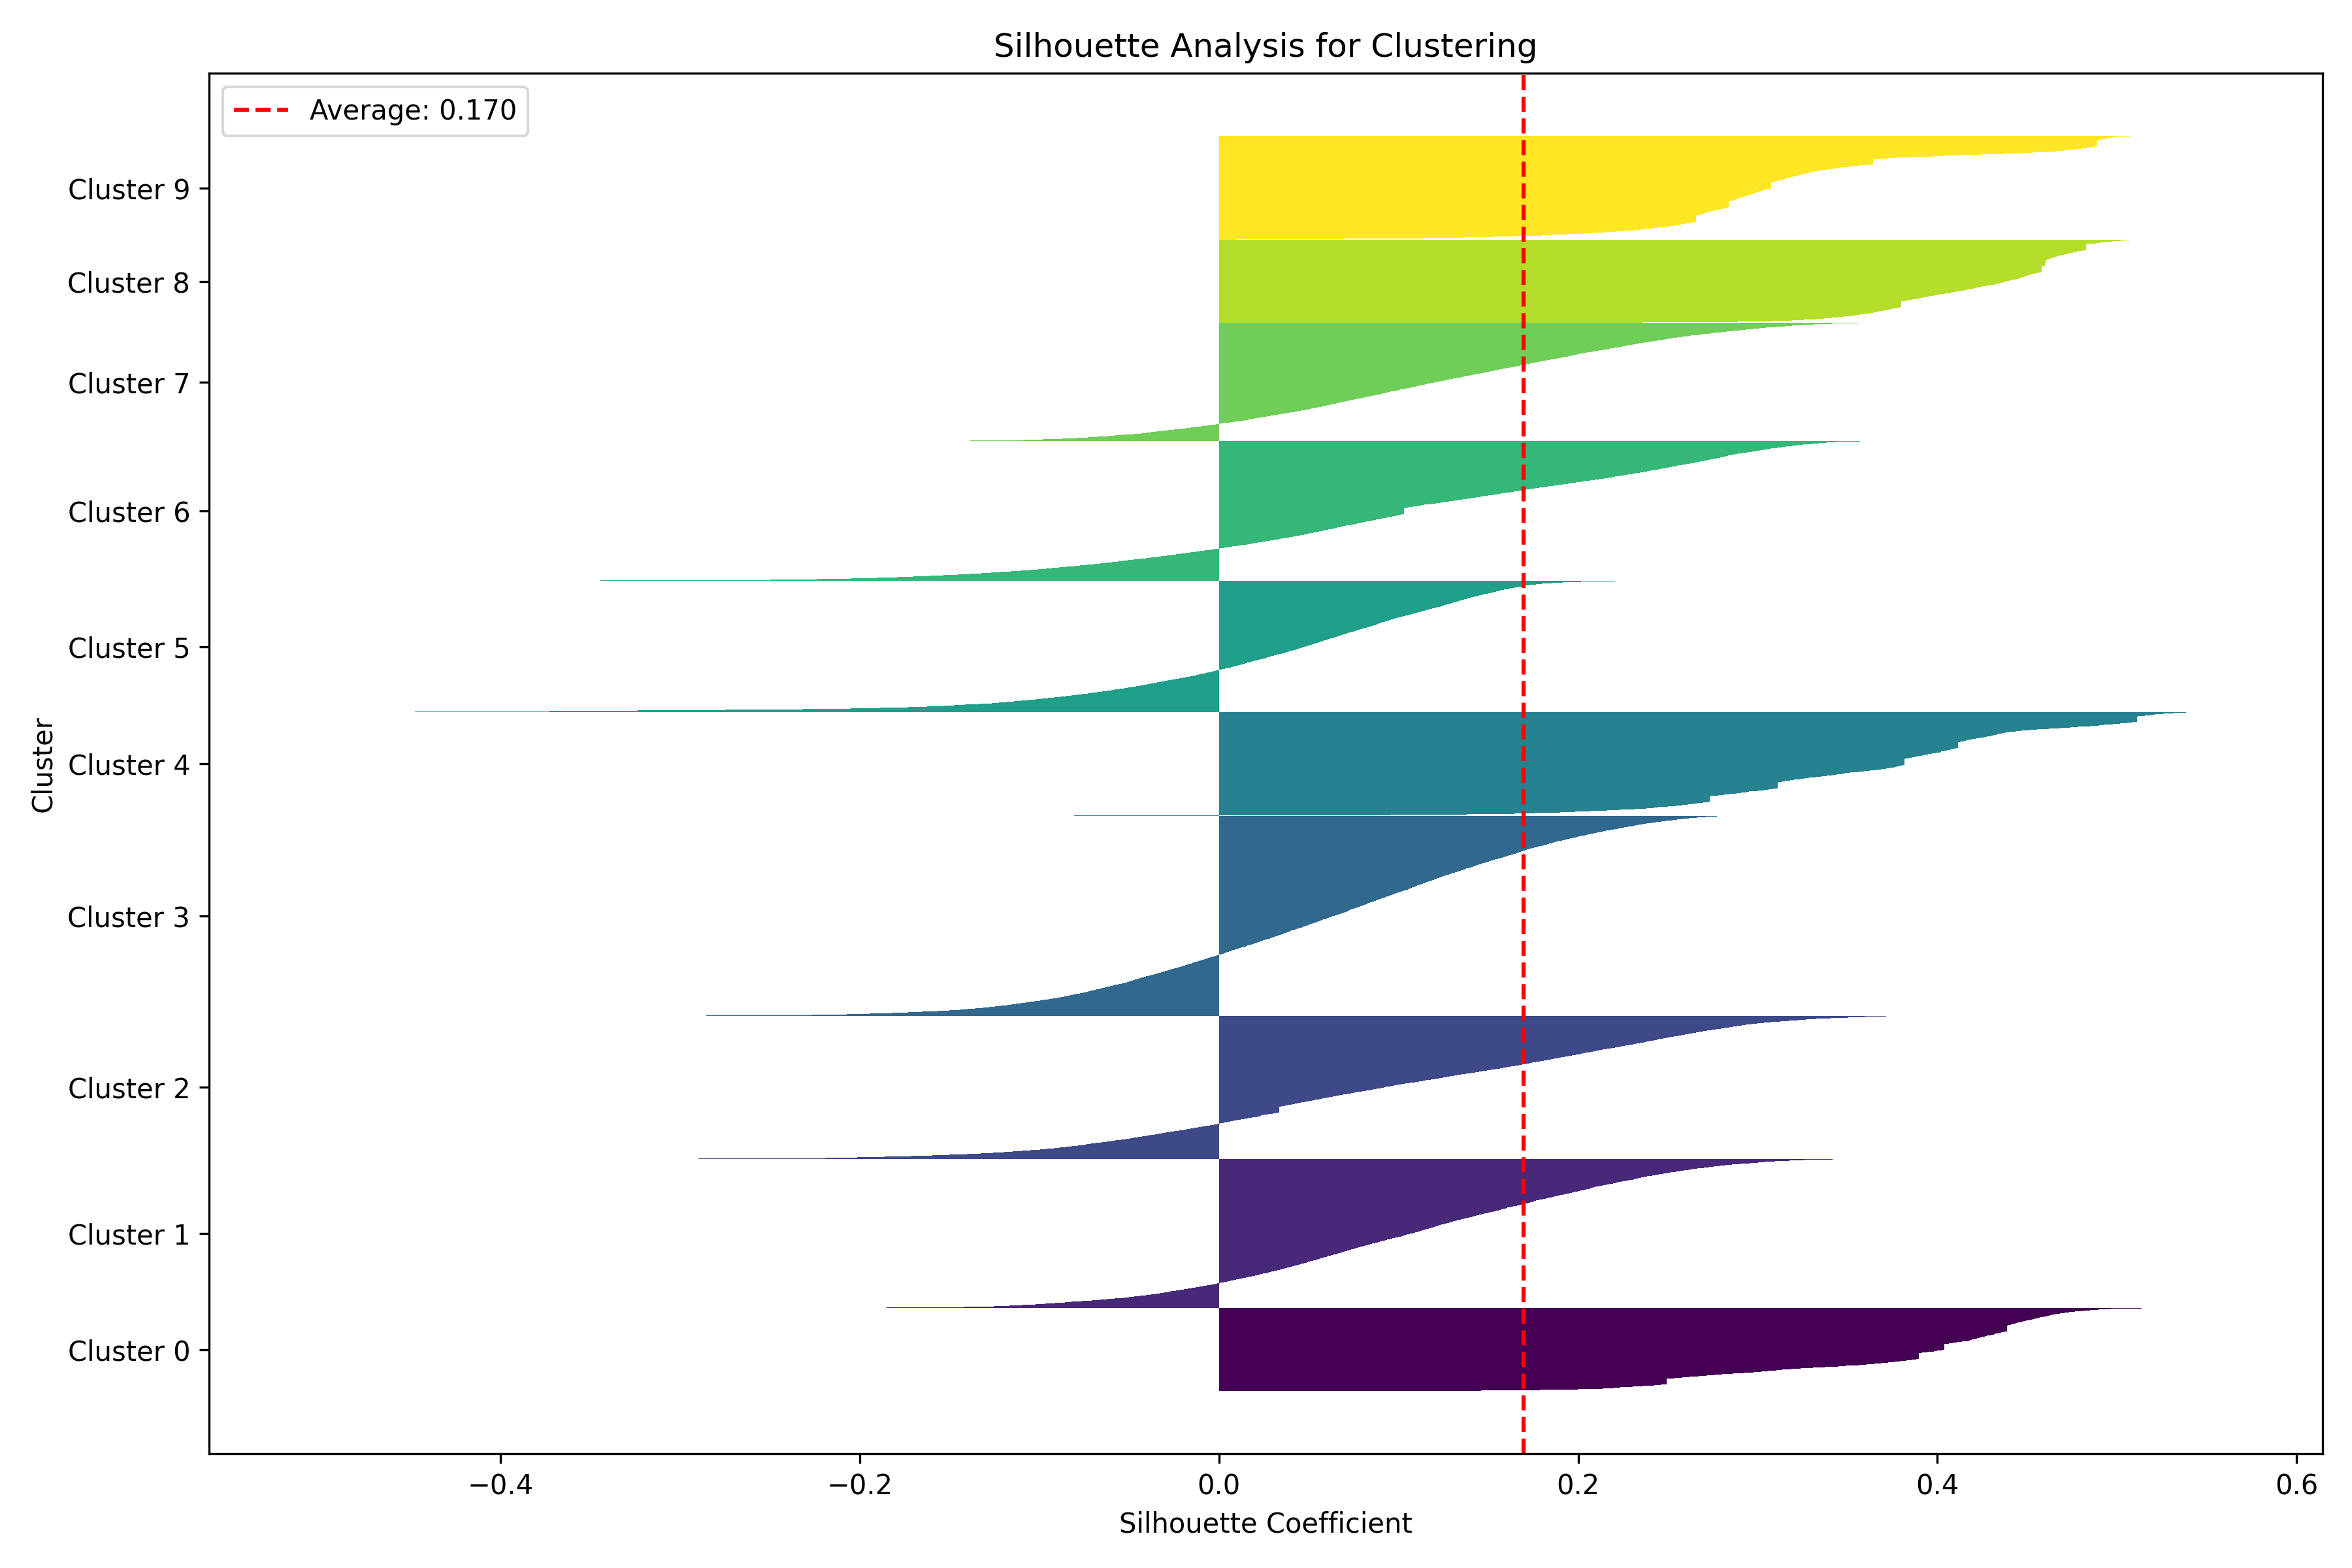 Silhouette Analysis for Clustering
Average: 0.170
Cluster 9
Cluster 8
Cluster 7
Cluster 6
Cluster 5
Cluster 4
Cluster 3
Cluster 2
Cluster 1
Cluster 0
Cluster
−0.4 −0.2 0.0 0.2 0.4 0.6
Silhouette Coefficient